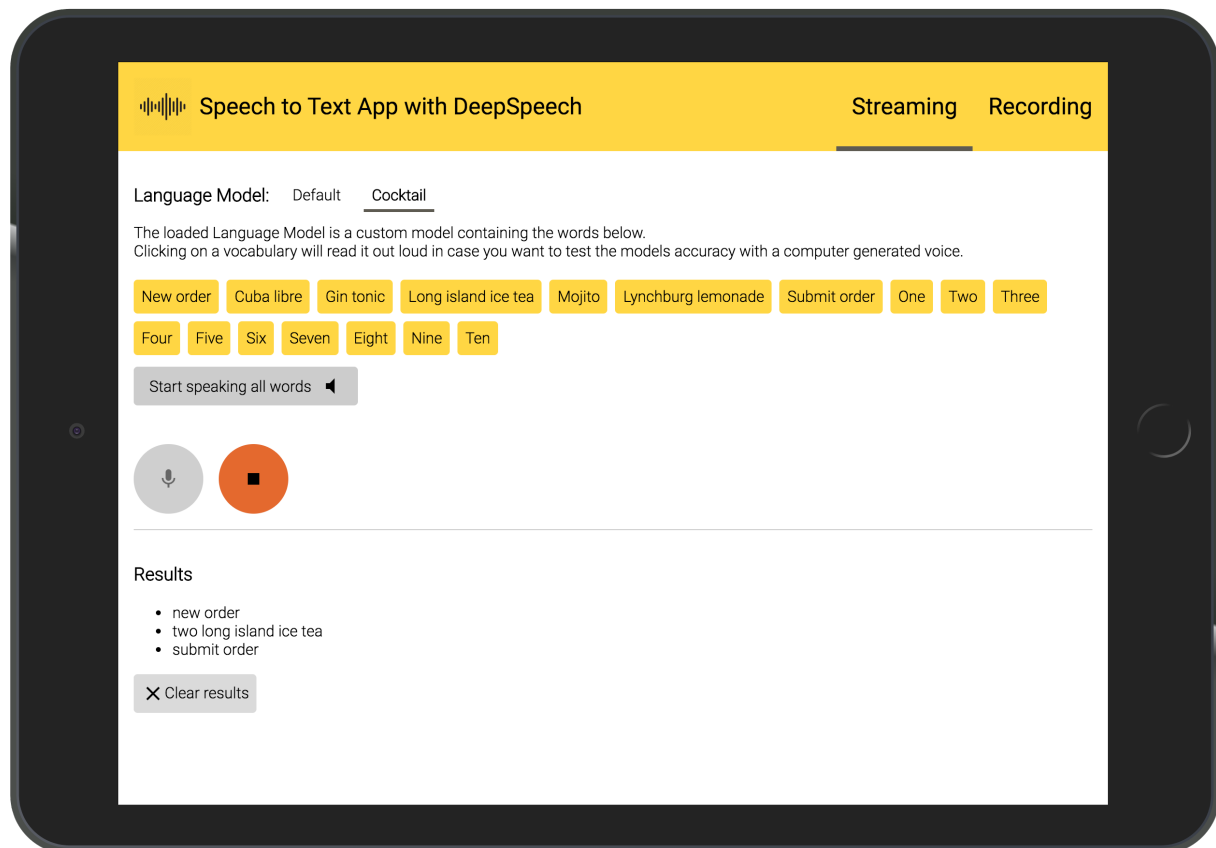 Speech to Text App with DeepSpeech Streaming Recording
Language Model: Default Cocktail
The loaded Language Model is a custom model containing the words below.
Clicking on a vocabulary will read it out loud in case you want to test the models accuracy with a computer generated voice.
New order Cuba libre Gin tonic Long island ice tea Mojito Lynchburg lemonade Submit order One Two Three
Four Five Six Seven Eight Nine Ten
Start speaking all words
Results
new order
two long island ice tea
submit order
Clear results